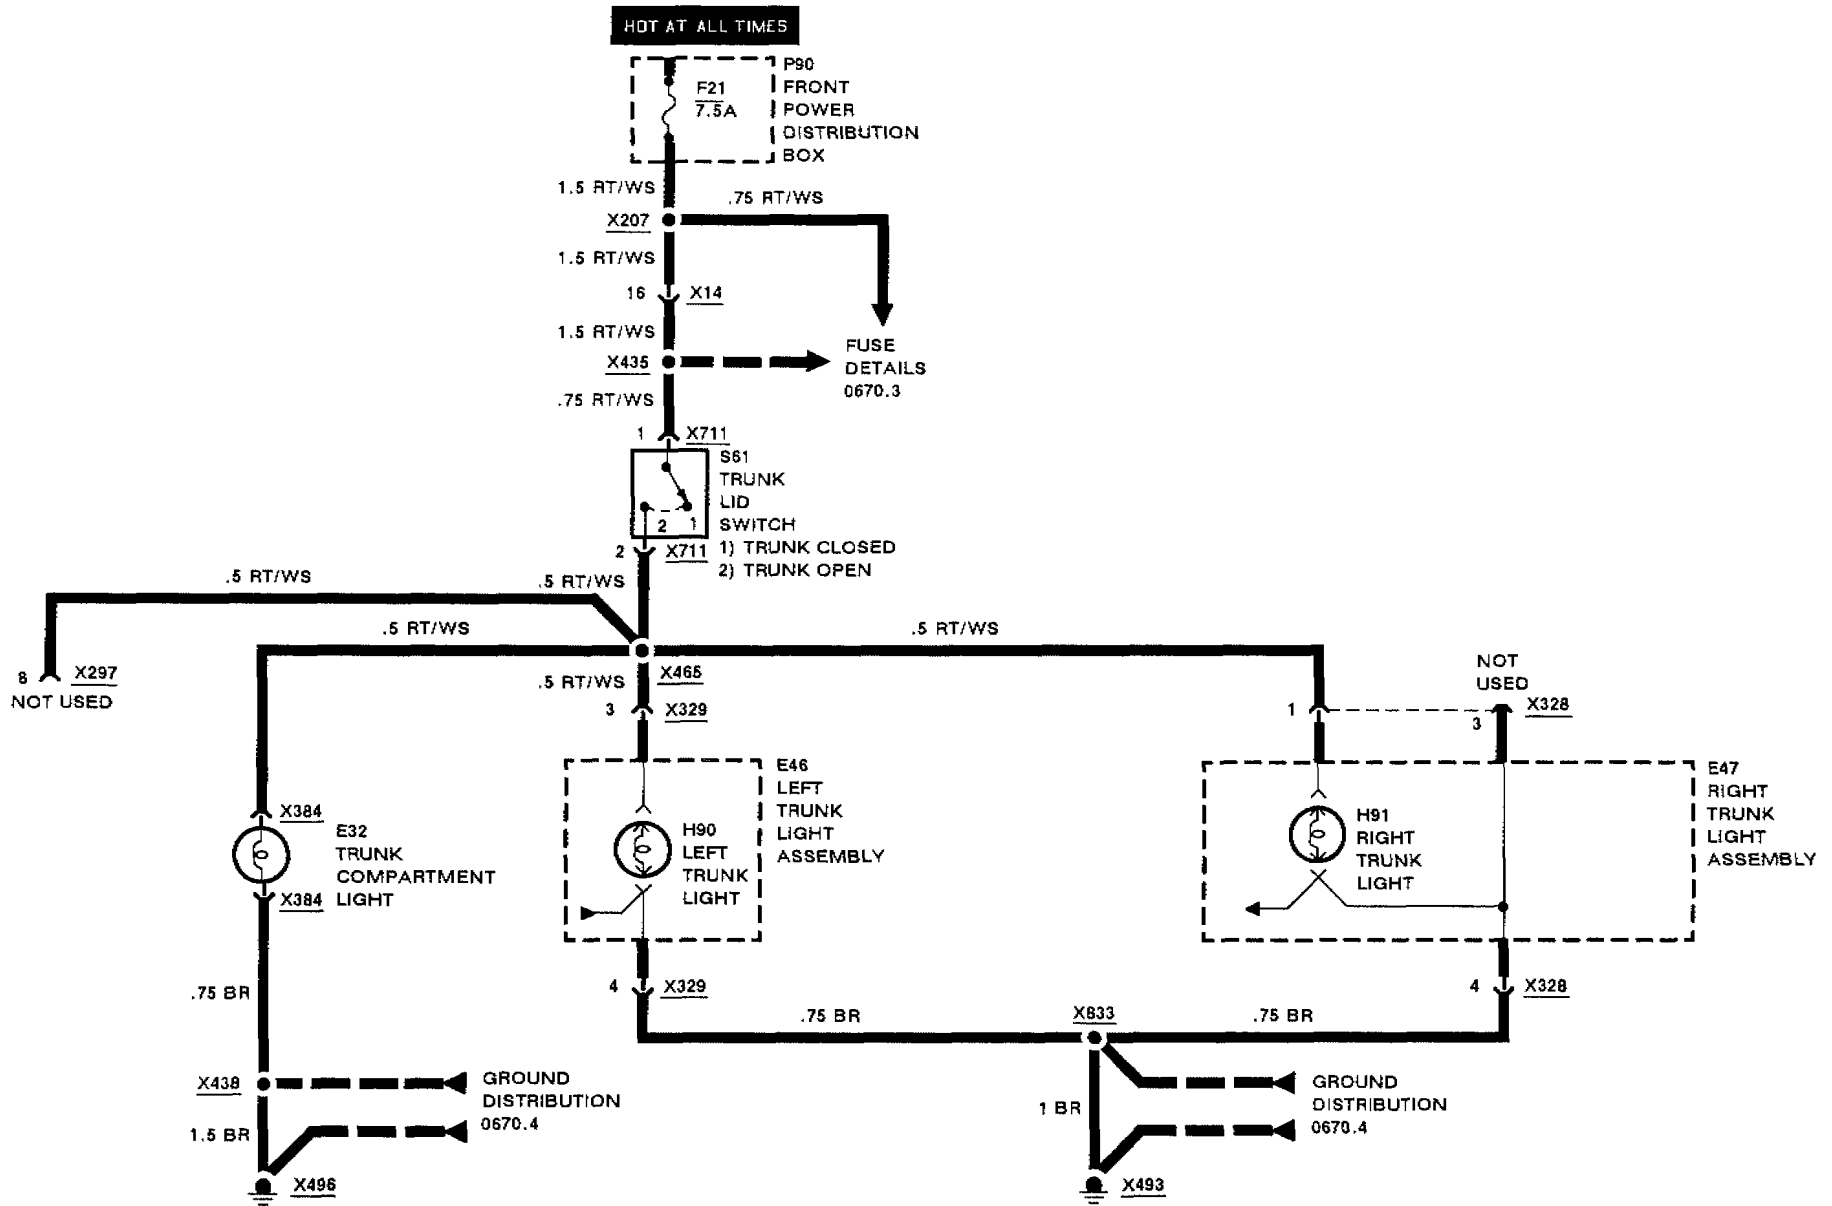 HOT AT ALL TIMES
P90
FRONT
POWER
DISTRIBUTION
BOX
F21
7.5A
1.5 RT/WS
.75 RT/WS
X207
1.5 RT/WS
16
X14
1.5 RT/WS
FUSE
DETAILS
0670.3
X435
.75 RT/WS
1
X711
S61
TRUNK
LID
SWITCH
1) TRUNK CLOSED
2) TRUNK OPEN
2
1
2
X711
.5 RT/WS
.5 RT/WS
.5 RT/WS
.5 RT/WS
8
X297
NOT USED
.5 RT/WS
X465
3
X329
NOT
USED
1
3
X328
E46
LEFT
TRUNK
LIGHT
ASSEMBLY
E47
RIGHT
TRUNK
LIGHT
ASSEMBLY
X384
E32
TRUNK
COMPARTMENT
LIGHT
X384
H90
LEFT
TRUNK
LIGHT
H91
RIGHT
TRUNK
LIGHT
.75 BR
4
X329
4
X328
.75 BR
X833
.75 BR
X438
GROUND
DISTRIBUTION
0670.4
1 BR
GROUND
DISTRIBUTION
0670.4
1.5 BR
X496
X493